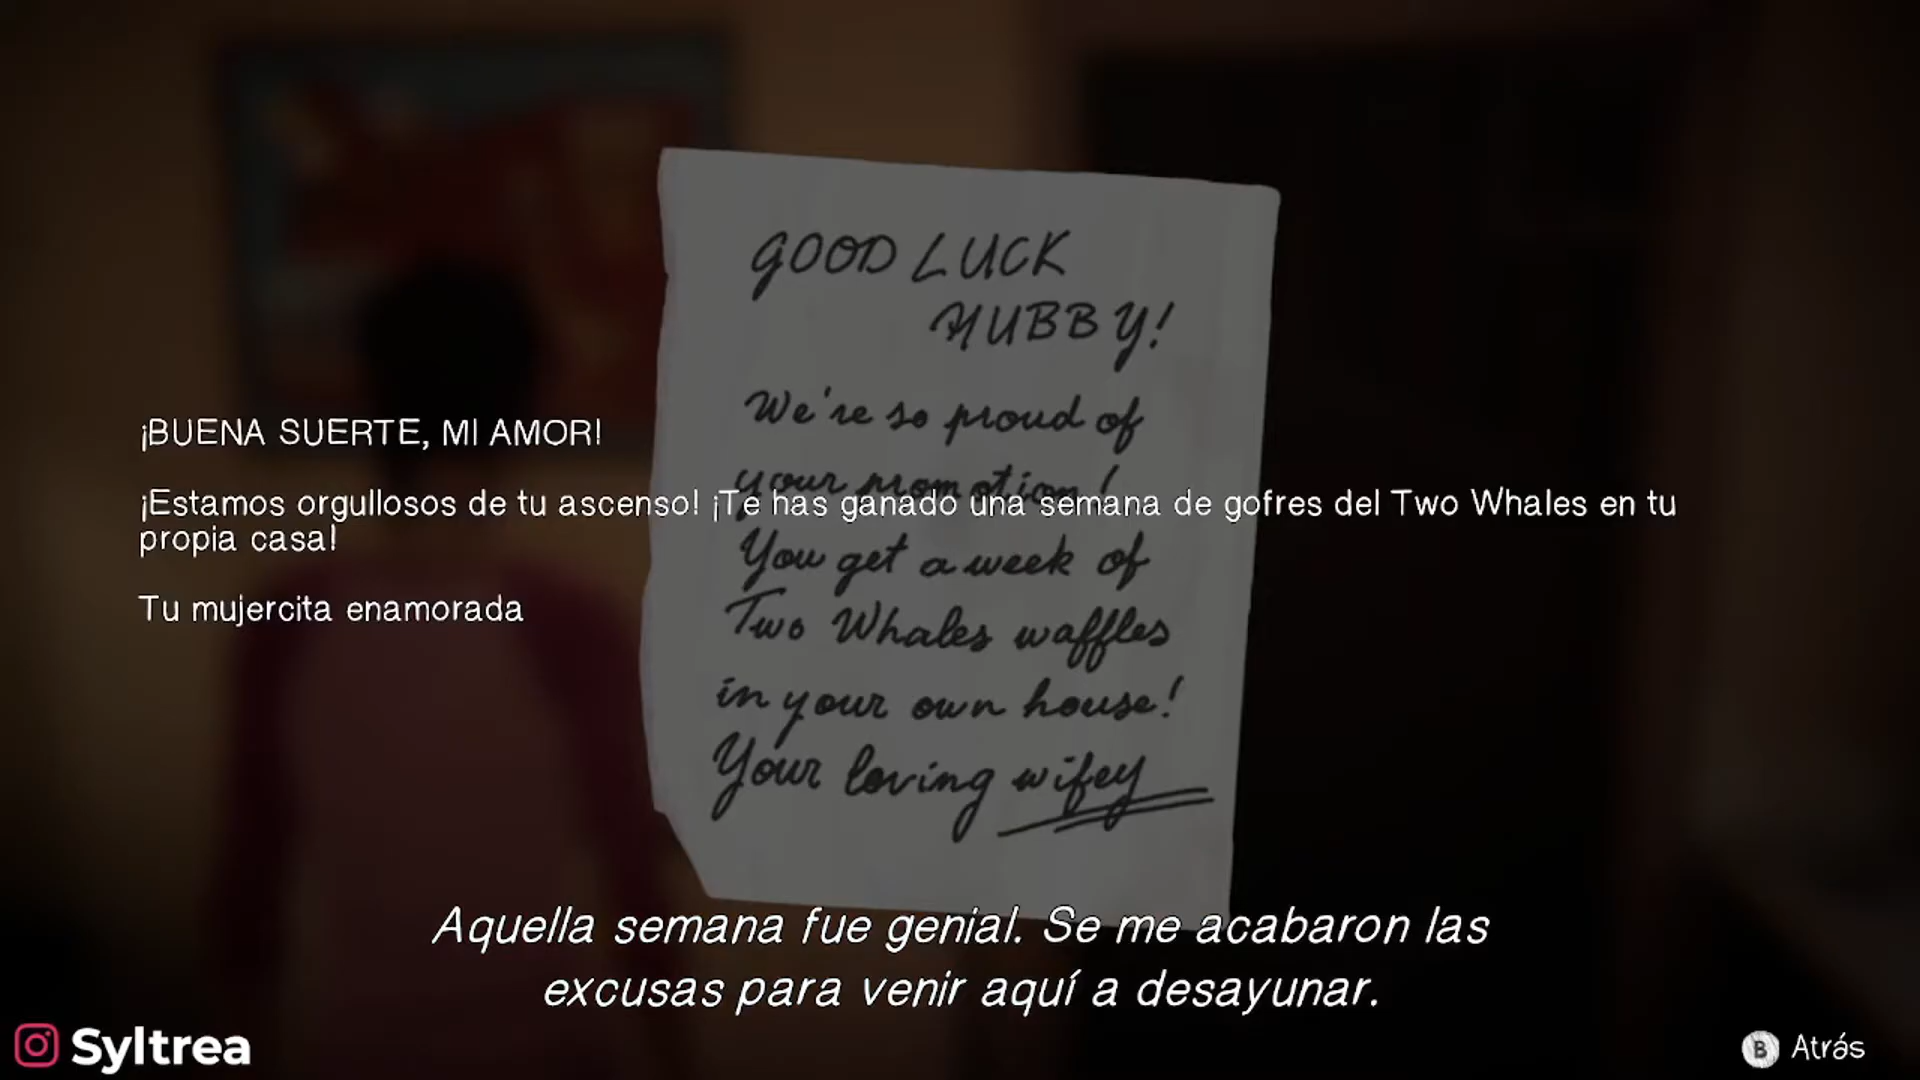 GOOD LUCK
HUBBY!
We're so proud of
your promotion!
You get a week of
Two Whales waffles
in your own house!
Your loving wifey
¡BUENA SUERTE, MI AMOR!
¡Estamos orgullosos de tu ascenso! ¡Te has ganado una semana de gofres del Two Whales en tu
propia casa!
Tu mujercita enamorada
Aquella semana fue genial. Se me acabaron las
excusas para venir aquí a desayunar.
Syltrea
B Atrás